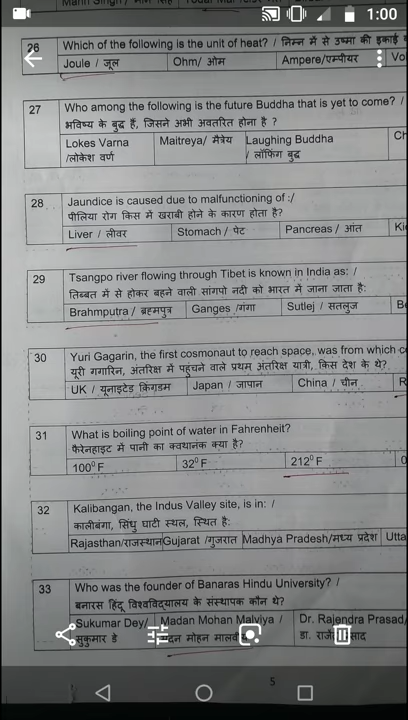 1:00
26 Which of the following is the unit of heat? / निम्न में से उष्मा की इकाई
Joule / जूल Ohm/ ओम Ampere/एम्पीयर
27 Who among the following is the future Buddha that is yet to come? /
भविष्य के बुद्ध हैं, जिसने अभी अवतरित होना है ?
Lokes Varna Maitreya/ मैत्रेय Laughing Buddha
/लोकेश वर्ण / लॉफिंग बुद्ध
28 Jaundice is caused due to malfunctioning of :/
पीलिया रोग किस में खराबी होने के कारण होता है?
Liver / लीवर Stomach / पेट Pancreas / आंत
29 Tsangpo river flowing through Tibet is known in India as: /
तिब्बत में से होकर बहने वाली सांगपो नदी को भारत में जाना जाता है:
Brahmputra / ब्रह्मपुत्र Ganges /गंगा Sutlej / सतलुज
30 Yuri Gagarin, the first cosmonaut to reach space, was from which
यूरी गगारिन, अंतरिक्ष में पहुंचने वाले प्रथम अंतरिक्ष यात्री, किस देश के थे?
UK / यूनाइटेड किंगडम Japan / जापान China / चीन
31 What is boiling point of water in Fahrenheit?
फैरेनहाइट में पानी का क्वथानंक क्या है?
100⁰ F 32⁰ F 212⁰ F
32 Kalibangan, the Indus Valley site, is in: /
कालीबंगा, सिंधु घाटी स्थल, स्थित है:
Rajasthan/राजस्थान Gujarat /गुजरात Madhya Pradesh/मध्य प्रदेश
33 Who was the founder of Banaras Hindu University? /
बनारस हिंदू विश्वविद्यालय के संस्थापक कौन थे?
Sukumar Dey/ Madan Mohan Malviya / Dr. Rajendra Prasad/
सुकुमार डे मोहन डा.
5